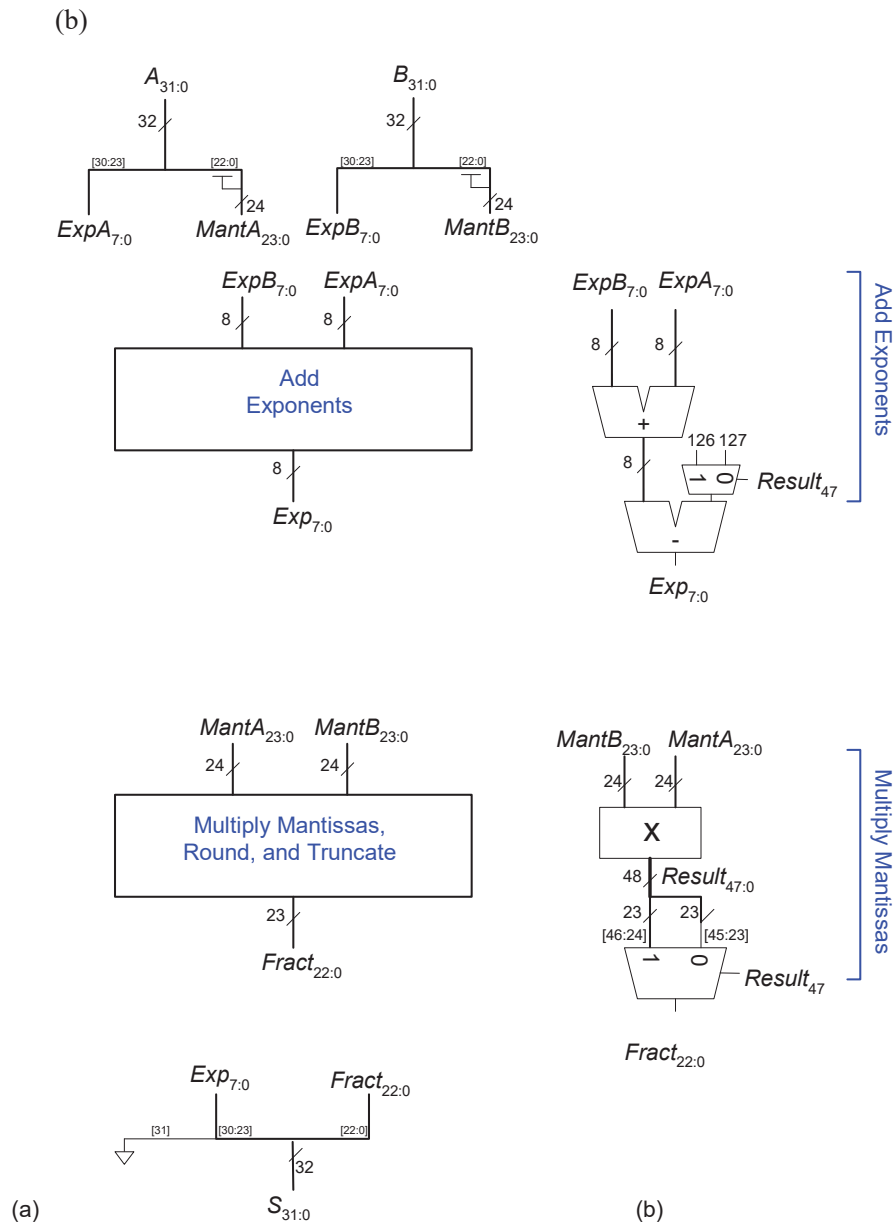 (b)
A31:0 B31:0
32 32
[30:23] [22:0] [30:23] [22:0]
24 24
ExpA7:0 MantA23:0 ExpB7:0 MantB23:0
ExpB7:0 ExpA7:0
8 8
Add
Exponents
8
Exp7:0
ExpB7:0 ExpA7:0
8 8
+
126 127
8
1 0 Result47
-
Exp7:0
Add Exponents
MantA23:0 MantB23:0
24 24
Multiply Mantissas,
Round, and Truncate
23
Fract22:0
MantB23:0 MantA23:0
24 24
X
48 Result47:0
23 23
[46:24] [45:23]
1 0
Result47
Fract22:0
Multiply Mantissas
Exp7:0 Fract22:0
[31] [30:23] [22:0]
32
S31:0
(a) (b)